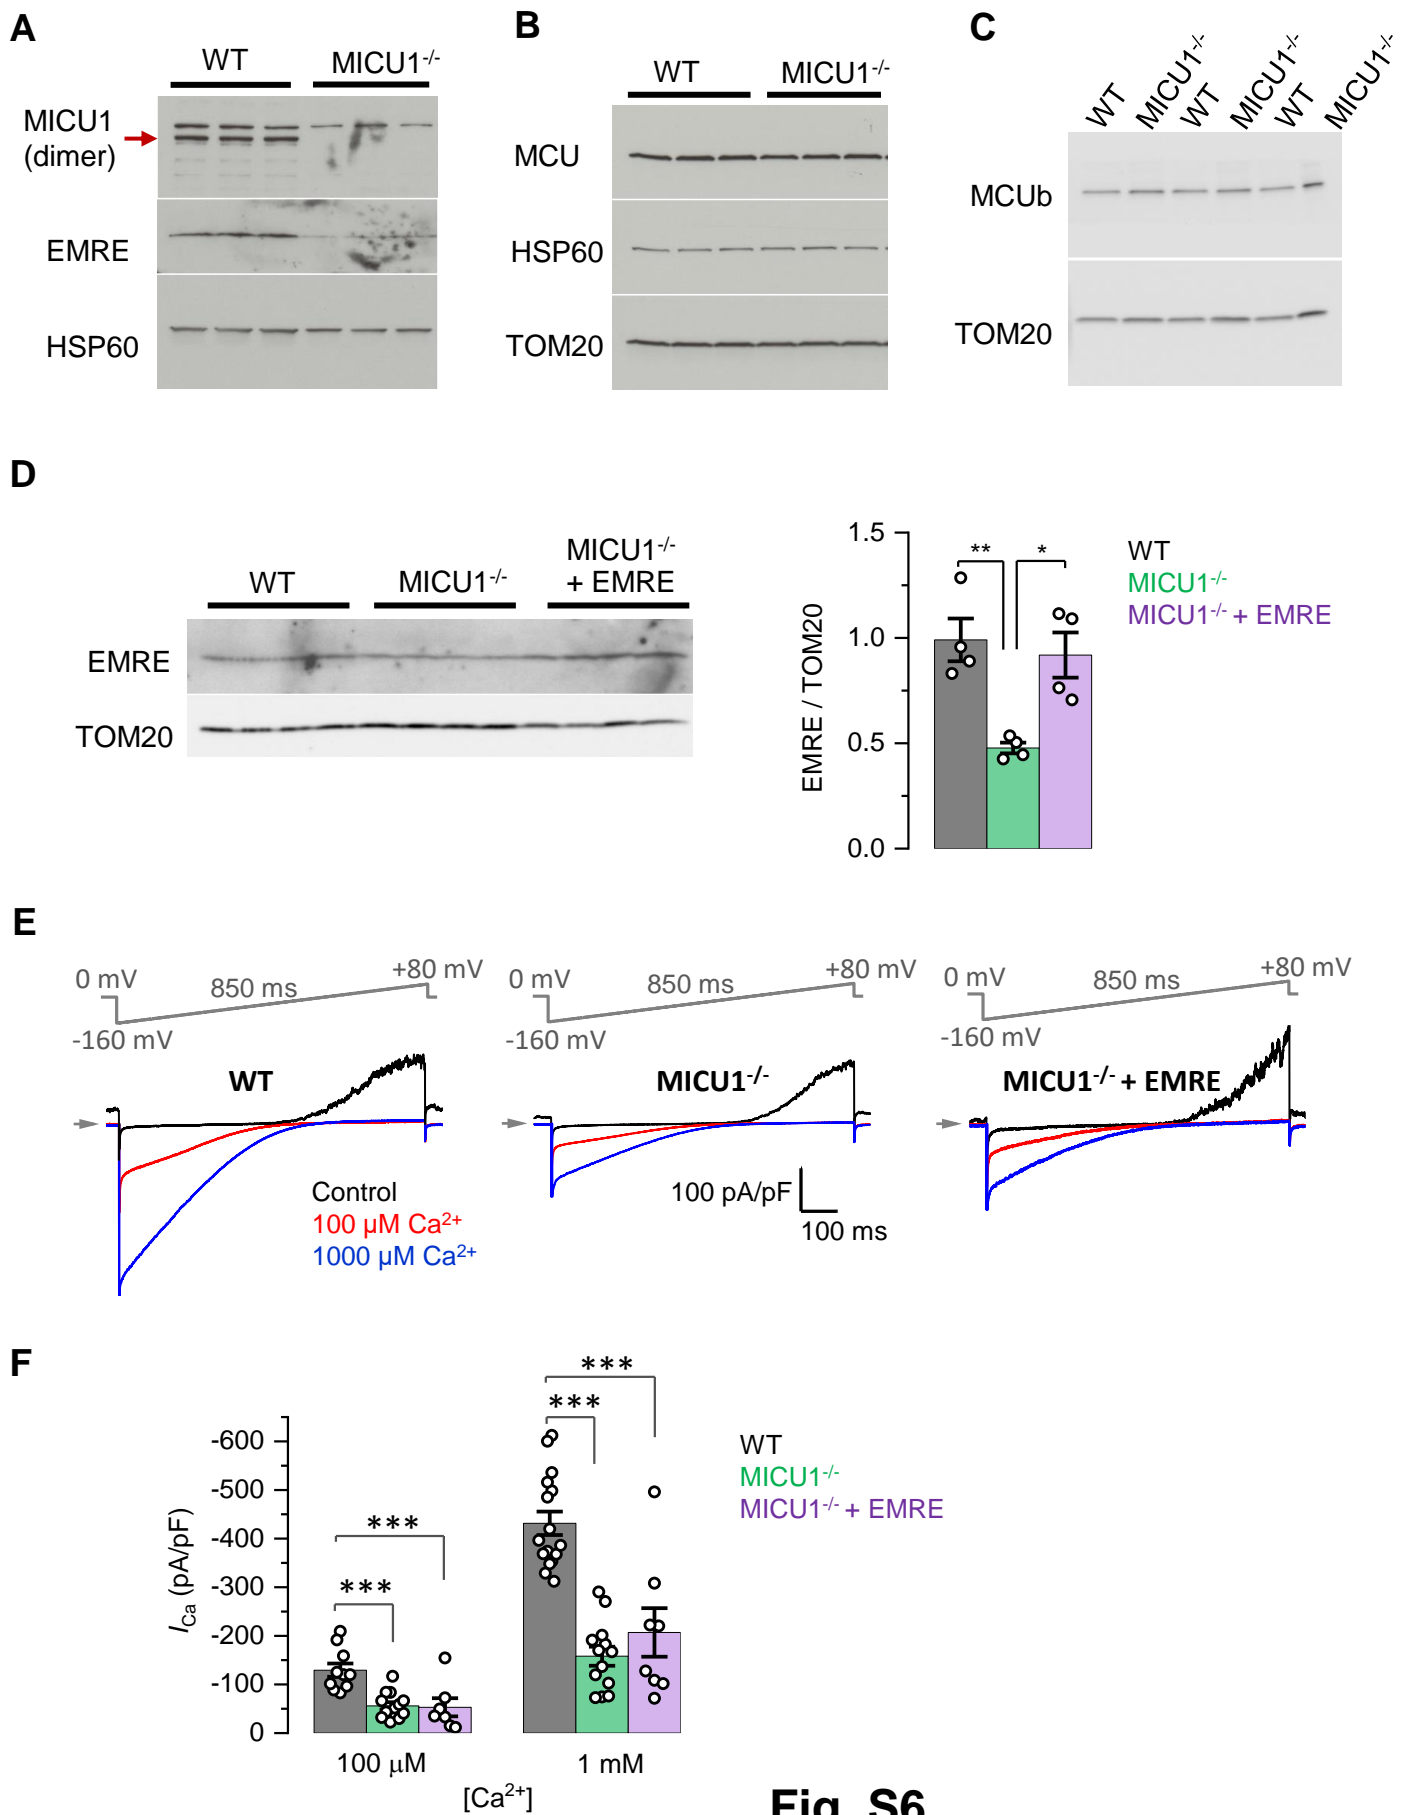 A
WT
MICU1-/-
MICU1
(dimer)
EMRE
HSP60
B
WT
MICU1-/-
MCU
HSP60
TOM20
C
WT
MICU1-/-
WT
MICU1-/-
WT
MICU1-/-
MCUb
TOM20
D
WT
MICU1-/-
MICU1-/-
+ EMRE
EMRE
TOM20
EMRE / TOM20
1.5
1.0
0.5
0.0
**
*
WT
MICU1-/-
MICU1-/- + EMRE
E
0 mV
850 ms
+80 mV
-160 mV
WT
0 mV
850 ms
+80 mV
-160 mV
MICU1-/-
0 mV
850 ms
+80 mV
-160 mV
MICU1-/- + EMRE
Control
100 µM Ca2+
1000 µM Ca2+
100 pA/pF
100 ms
F
ICa (pA/pF)
-600
-500
-400
-300
-200
-100
0
***
***
***
***
WT
MICU1-/-
MICU1-/- + EMRE
100 µM
1 mM
[Ca2+]
Fig. S6